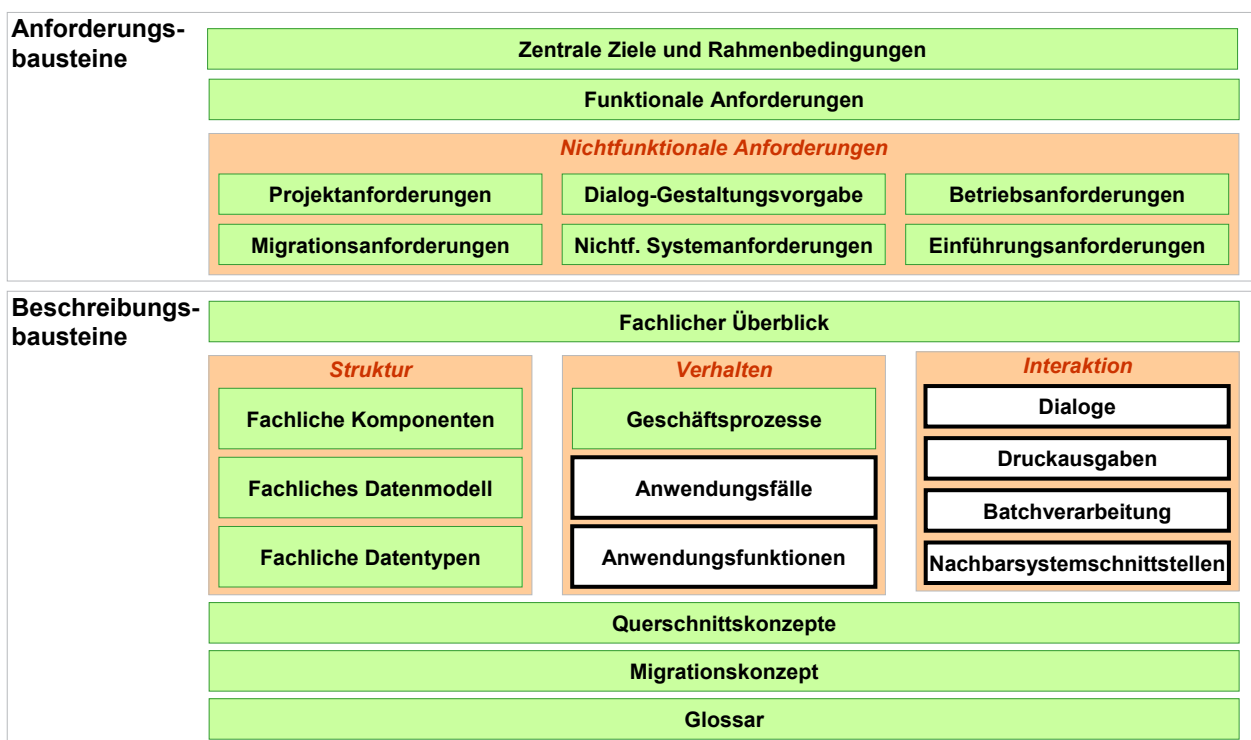 Anforderungs-
bausteine
Zentrale Ziele und Rahmenbedingungen
Funktionale Anforderungen
Nichtfunktionale Anforderungen
Projektanforderungen
Dialog-Gestaltungsvorgabe
Betriebsanforderungen
Migrationsanforderungen
Nichtf. Systemanforderungen
Einführungsanforderungen
Beschreibungs-
bausteine
Fachlicher Überblick
Struktur
Fachliche Komponenten
Fachliches Datenmodell
Fachliche Datentypen
Verhalten
Geschäftsprozesse
Anwendungsfälle
Anwendungsfunktionen
Interaktion
Dialoge
Druckausgaben
Batchverarbeitung
Nachbarsystemschnittstellen
Querschnittskonzepte
Migrationskonzept
Glossar